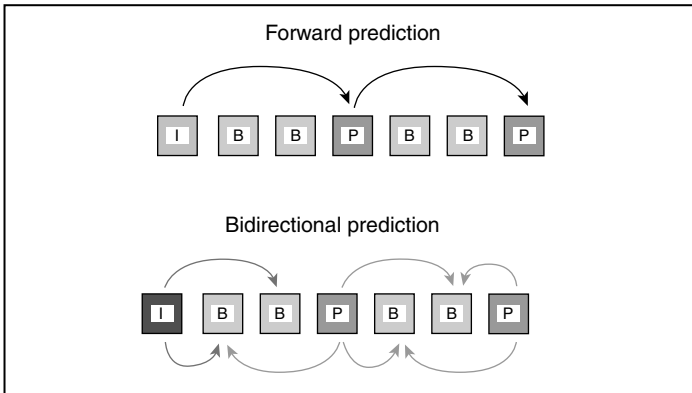 Forward prediction
I B B P B B P
Bidirectional prediction
I B B P B B P